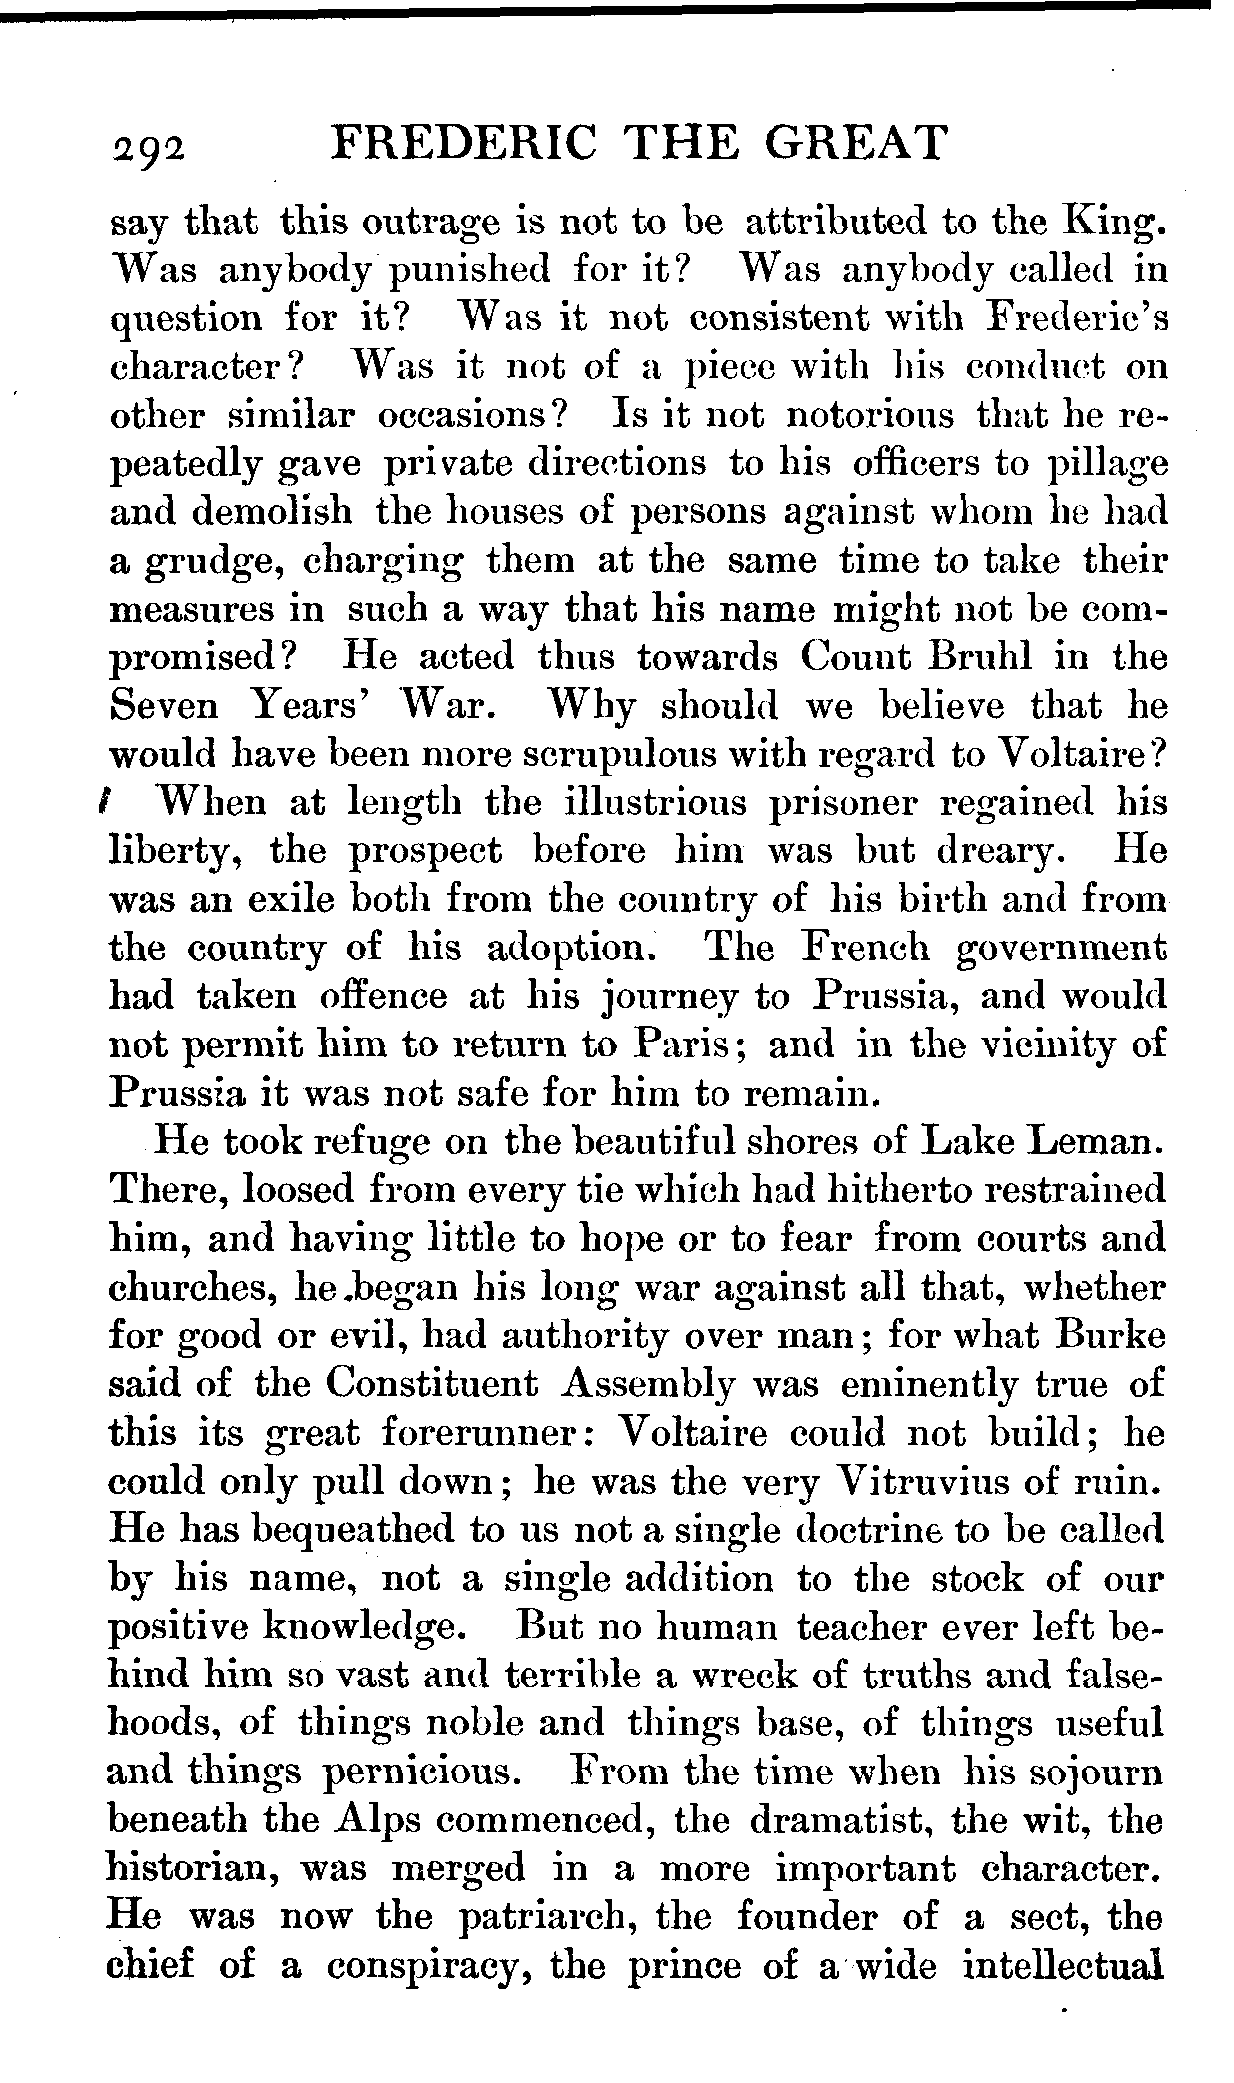 292 FREDERIC THE GREAT
say that this outrage is not to be attributed to the King.
Was anybody punished for it? Was anybody called in
question for it? Was it not consistent with Frederic's
character? Was it not of a piece with his conduct on
other similar occasions? Is it not notorious that he re-
peatedly gave private directions to his officers to pillage
and demolish the houses of persons against whom he had
a grudge, charging them at the same time to take their
measures in such a way that his name might not be com-
promised? He acted thus towards Count Bruhl in the
Seven Years' War. Why should we believe that he
would have been more scrupulous with regard to Voltaire?
When at length the illustrious prisoner regained his
liberty, the prospect before him was but dreary. He
was an exile both from the country of his birth and from
the country of his adoption. The French government
had taken offence at his journey to Prussia, and would
not permit him to return to Paris; and in the vicinity of
Prussia it was not safe for him to remain.
He took refuge on the beautiful shores of Lake Leman.
There, loosed from every tie which had hitherto restrained
him, and having little to hope or to fear from courts and
churches, he began his long war against all that, whether
for good or evil, had authority over man; for what Burke
said of the Constituent Assembly was eminently true of
this its great forerunner: Voltaire could not build; he
could only pull down; he was the very Vitruvius of ruin.
He has bequeathed to us not a single doctrine to be called
by his name, not a single addition to the stock of our
positive knowledge. But no human teacher ever left be-
hind him so vast and terrible a wreck of truths and false-
hoods, of things noble and things base, of things useful
and things pernicious. From the time when his sojourn
beneath the Alps commenced, the dramatist, the wit, the
historian, was merged in a more important character.
He was now the patriarch, the founder of a sect, the
chief of a conspiracy, the prince of a wide intellectual